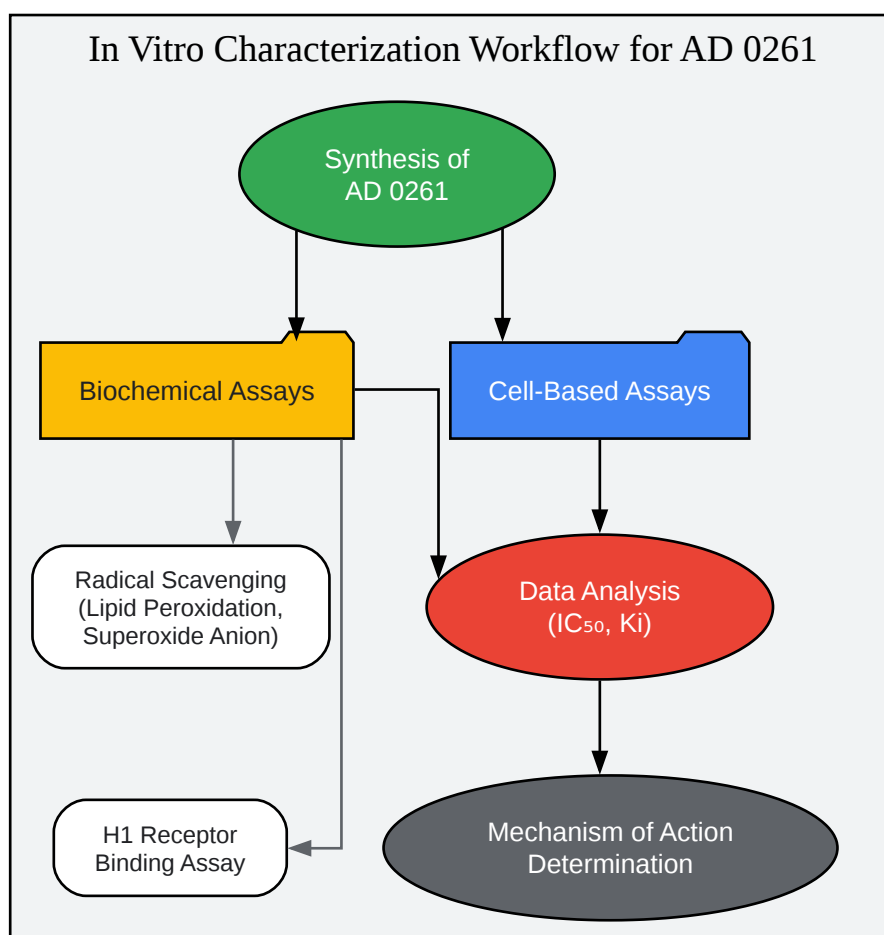 In Vitro Characterization Workflow for AD 0261
Synthesis of
AD 0261
Biochemical Assays
Cell-Based Assays
Radical Scavenging
(Lipid Peroxidation,
Superoxide Anion)
Data Analysis
(IC₅₀, Ki)
H1 Receptor
Binding Assay
Mechanism of Action
Determination